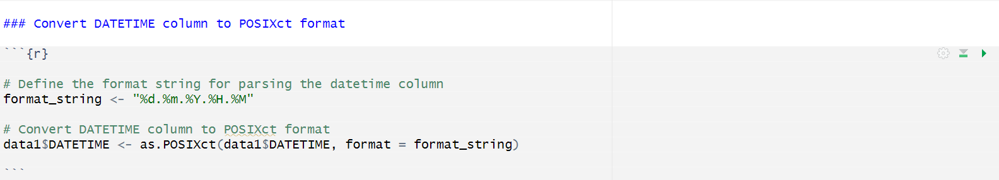 ### Convert DATETIME column to POSIXct format
```{r}
# Define the format string for parsing the datetime column
format_string <- "%d.%m.%Y.%H.%M"
# Convert DATETIME column to POSIXct format
data1$DATETIME <- as.POSIXct(data1$DATETIME, format = format_string)
```